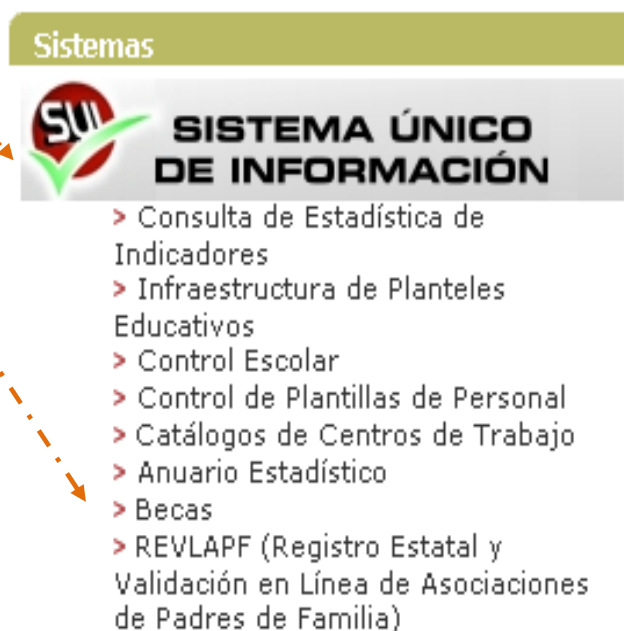 Sistemas
SUI SISTEMA ÚNICO
DE INFORMACIÓN
> Consulta de Estadística de
Indicadores
> Infraestructura de Planteles
Educativos
> Control Escolar
> Control de Plantillas de Personal
> Catálogos de Centros de Trabajo
> Anuario Estadístico
> Becas
> REVLAPF (Registro Estatal y
Validación en Línea de Asociaciones
de Padres de Familia)